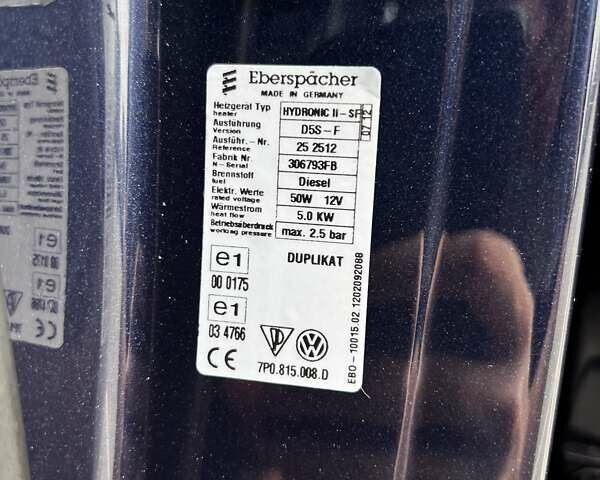 Eberspächer
MADE IN GERMANY
Heizgerät Typ
heater
HYDRONIC II-SF
07 12
Ausführung
Version
D5S-F
Ausführ.-Nr.
Reference
25 2512
Fabrik Nr
N-Serial
306793FB
Brennstoff
fuel
Diesel
Elektr. Werte
rated voltage
50W 12V
Wärmestrom
heat flow
5.0 KW
Betriebsüberdruck
working pressure
max. 2.5 bar
e1
DUPLIKAT
00 0175
e1
03 4766
CE
7P0.815.008.D
EBO-10015.02 1202092088